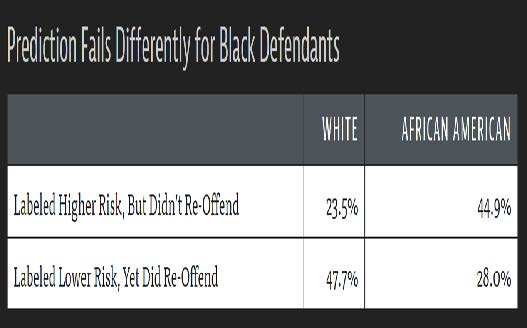 Prediction Fails Differently for Black Defendants
WHITE AFRICAN AMERICAN
Labeled Higher Risk, But Didn't Re-Offend 23.5% 44.9%
Labeled Lower Risk, Yet Did Re-Offend 47.7% 28.0%